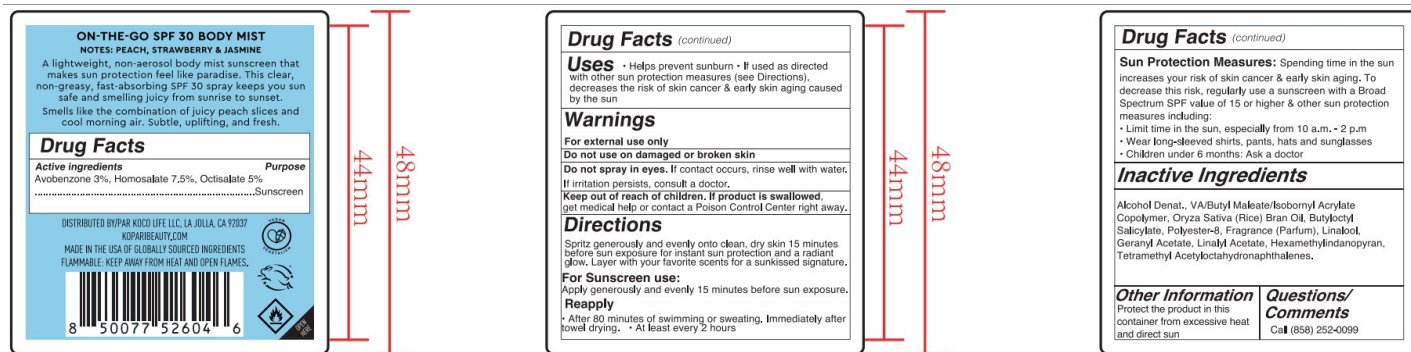 ON-THE-GO SPF 30 BODY MIST
NOTES: PEACH, STRAWBERRY & JASMINE
A lightweight, non-aerosol body mist sunscreen that
makes sun protection feel like paradise. This clear,
non-greasy, fast-absorbing SPF 30 spray keeps you sun
safe and smelling juicy from sunrise to sunset.
Smells like the combination of juicy peach slices and
cool morning air. Subtle, uplifting, and fresh.
Drug Facts
Active ingredients Purpose
Avobenzone 3%, Homosalate 7.5%, Octisalate 5%
........................................................Sunscreen
DISTRIBUTED BY/PAR KOCO LIFE LLC, LA JOLLA, CA 92037
KOPARIBEAUTY.COM
MADE IN THE USA OF GLOBALLY SOURCED INGREDIENTS
FLAMMABLE: KEEP AWAY FROM HEAT AND OPEN FLAMES.
VEGAN
8 50077 52604 6
OPEN
HERE
44mm
48mm
Drug Facts (continued)
Uses • Helps prevent sunburn • If used as directed
with other sun protection measures (see Directions),
decreases the risk of skin cancer & early skin aging caused
by the sun
Warnings
For external use only
Do not use on damaged or broken skin
Do not spray in eyes. If contact occurs, rinse well with water.
If irritation persists, consult a doctor.
Keep out of reach of children. If product is swallowed,
get medical help or contact a Poison Control Center right away.
Directions
Spritz generously and evenly onto clean, dry skin 15 minutes
before sun exposure for instant sun protection and a radiant
glow. Layer with your favorite scents for a sunkissed signature.
For Sunscreen use:
Apply generously and evenly 15 minutes before sun exposure.
Reapply
• After 80 minutes of swimming or sweating. Immediately after
towel drying. • At least every 2 hours
44mm
48mm
Drug Facts (continued)
Sun Protection Measures: Spending time in the sun
increases your risk of skin cancer & early skin aging. To
decrease this risk, regularly use a sunscreen with a Broad
Spectrum SPF value of 15 or higher & other sun protection
measures including:
• Limit time in the sun, especially from 10 a.m. - 2 p.m
• Wear long-sleeved shirts, pants, hats and sunglasses
• Children under 6 months: Ask a doctor
Inactive Ingredients
Alcohol Denat., VA/Butyl Maleate/Isobornyl Acrylate
Copolymer, Oryza Sativa (Rice) Bran Oil, Butyloctyl
Salicylate, Polyester-8, Fragrance (Parfum), Linalool,
Geranyl Acetate, Linalyl Acetate, Hexamethylindanopyran,
Tetramethyl Acetyloctahydronaphthalenes.
Other Information
Protect the product in this
container from excessive heat
and direct sun
Questions/
Comments
Call (858) 252-0099